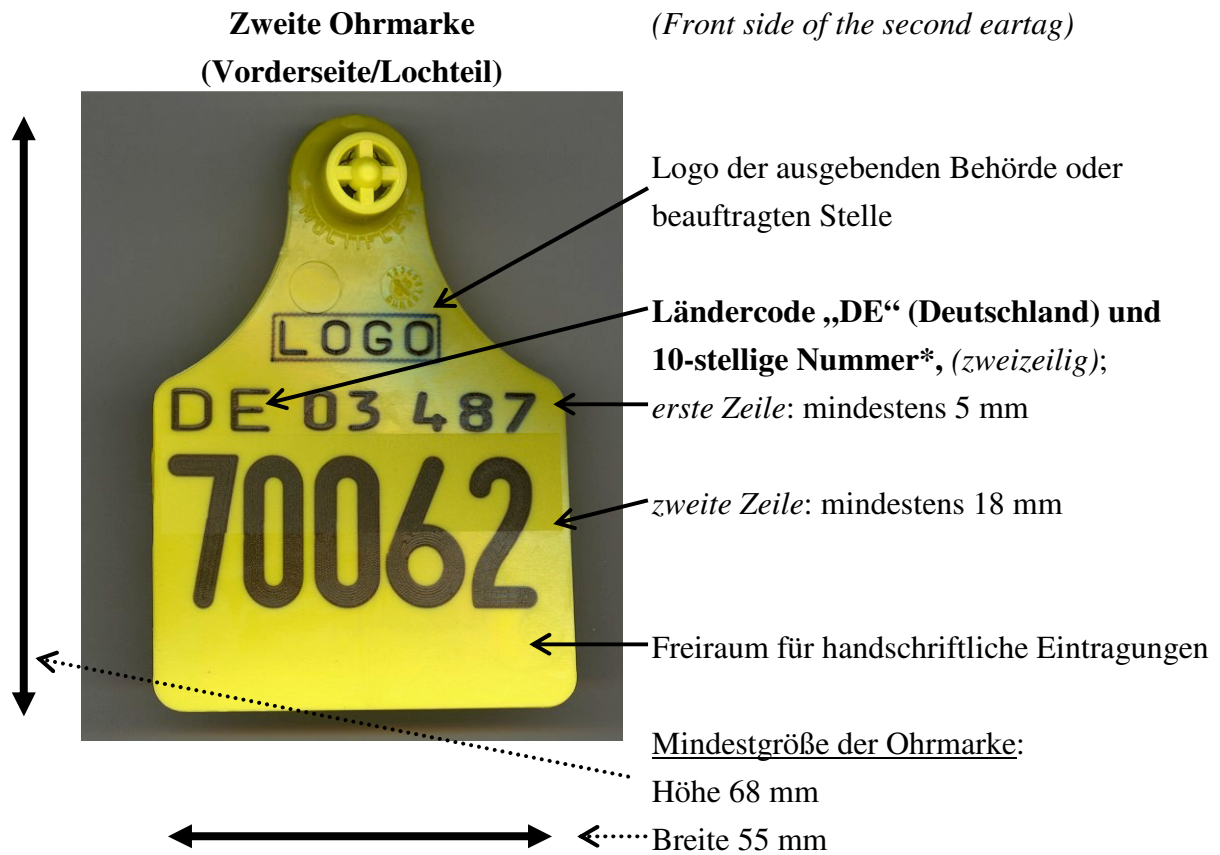 Zweite Ohrmarke
(Vorderseite/Lochteil)
(Front side of the second eartag)
MULTIFLEX
Logo der ausgebenden Behörde oder
beauftragten Stelle
LOGO
Ländercode „DE“ (Deutschland) und
10-stellige Nummer*, (zweizeilig);
erste Zeile: mindestens 5 mm
DE 03 487
70062
zweite Zeile: mindestens 18 mm
Freiraum für handschriftliche Eintragungen
Mindestgröße der Ohrmarke:
Höhe 68 mm
Breite 55 mm